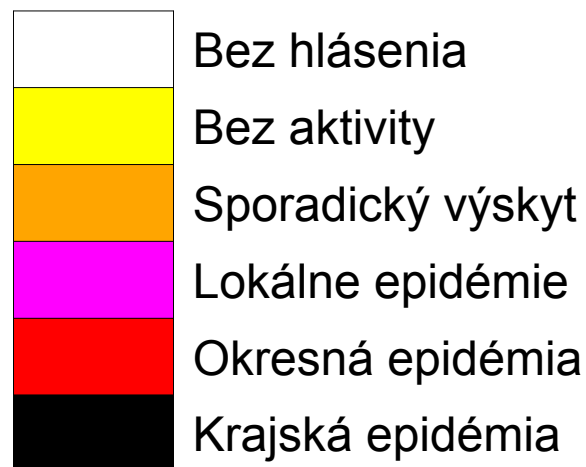 Bez hlásenia
Bez aktivity
Sporadický výskyt
Lokálne epidémie
Okresná epidémia
Krajská epidémia